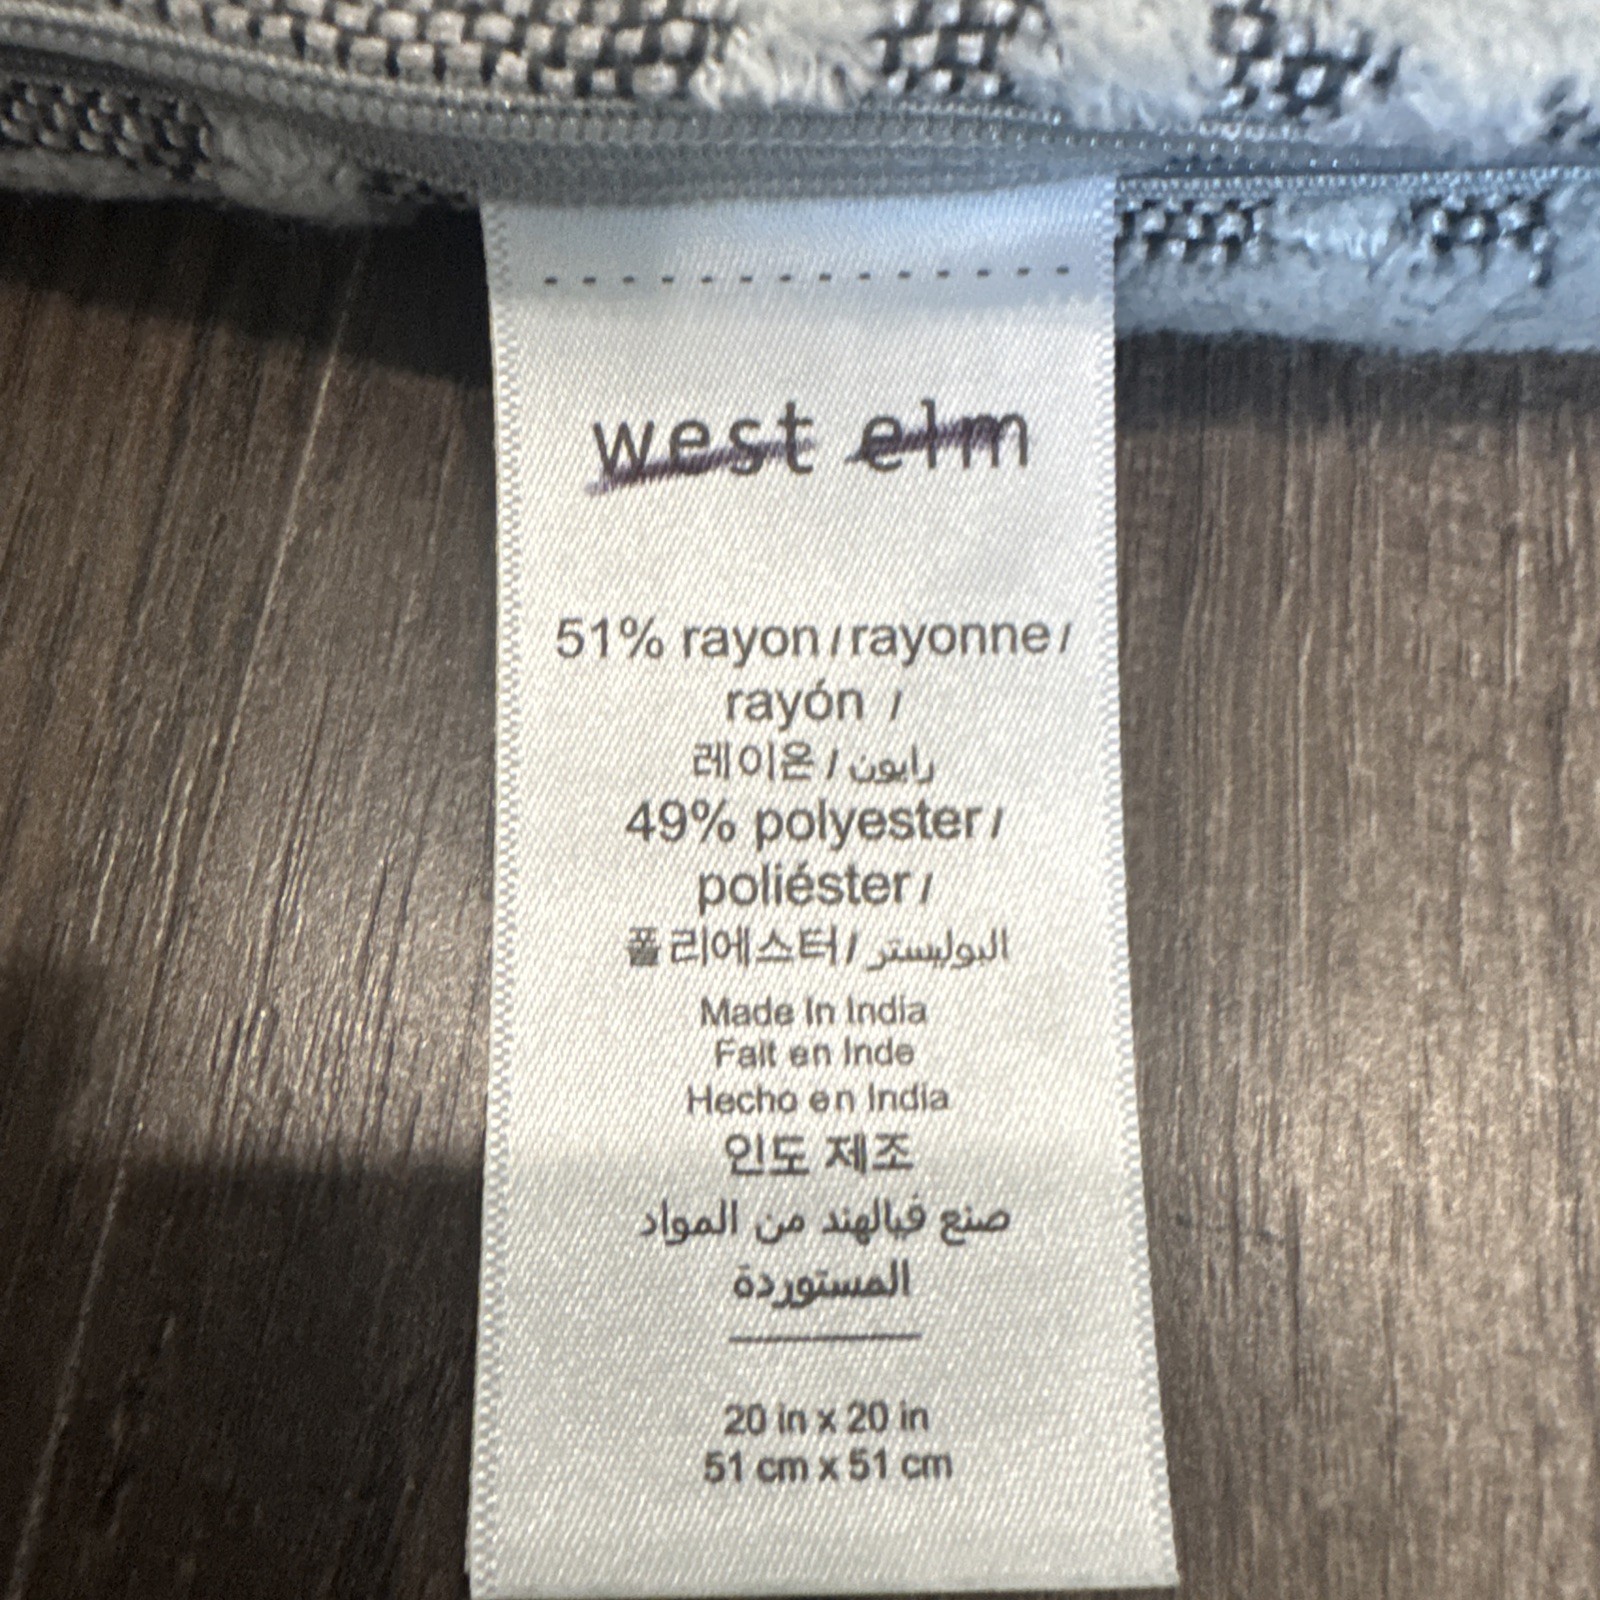 west elm
51% rayon / rayonne /
rayón /
레이온 / رايون
49% polyester /
poliéster /
폴리에스터 / البوليستر
Made In India
Fait en Inde
Hecho en India
인도 제조
صنع فيالهند من المواد
المستوردة
20 in x 20 in
51 cm x 51 cm